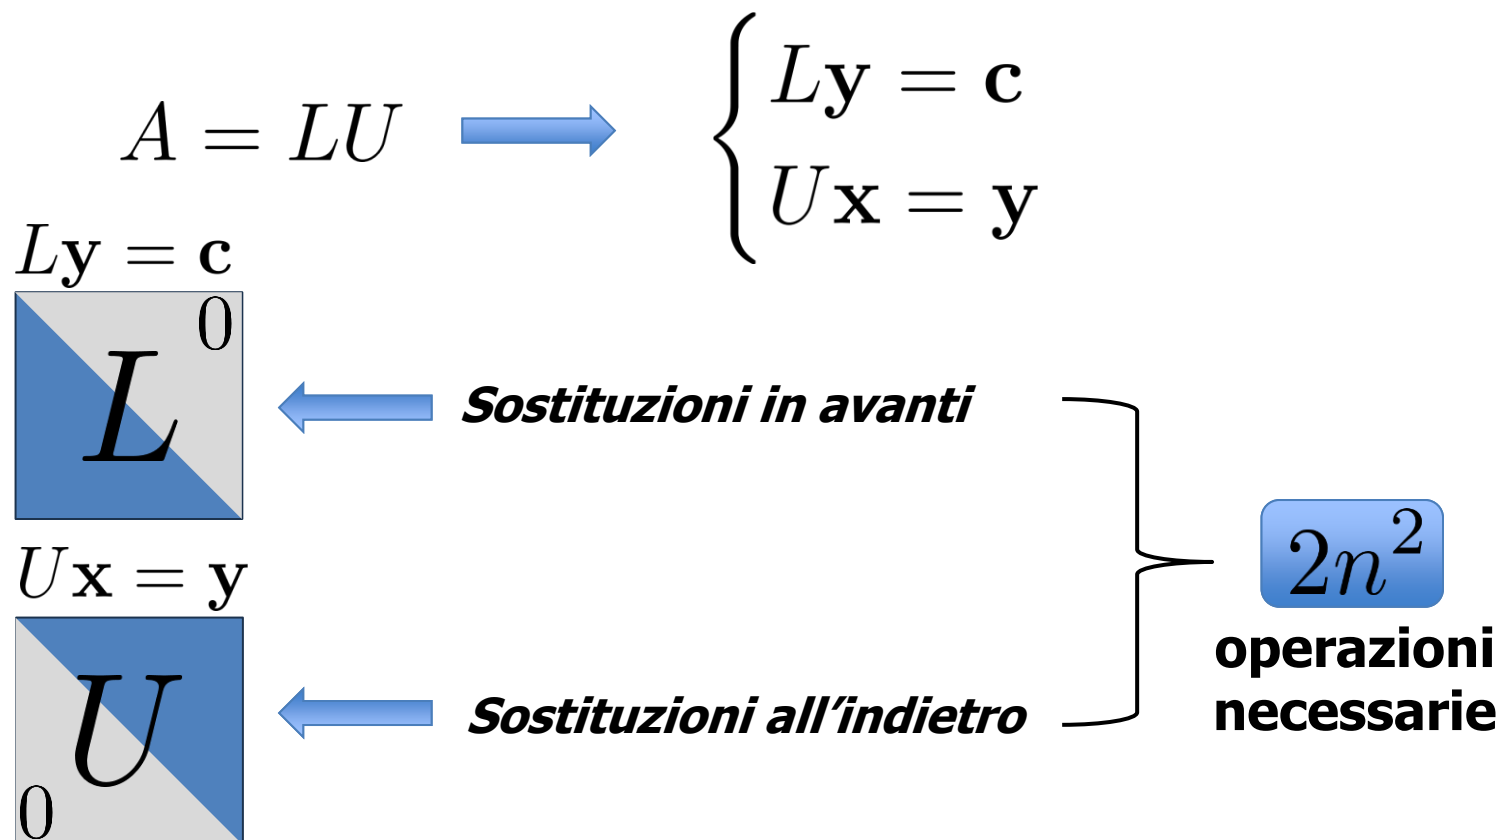 A = LU
Ly = c
Ux = y
Ly = c
0
L
Sostituzioni in avanti
Ux = y
U
0
Sostituzioni all’indietro
2n²
operazioni
necessarie